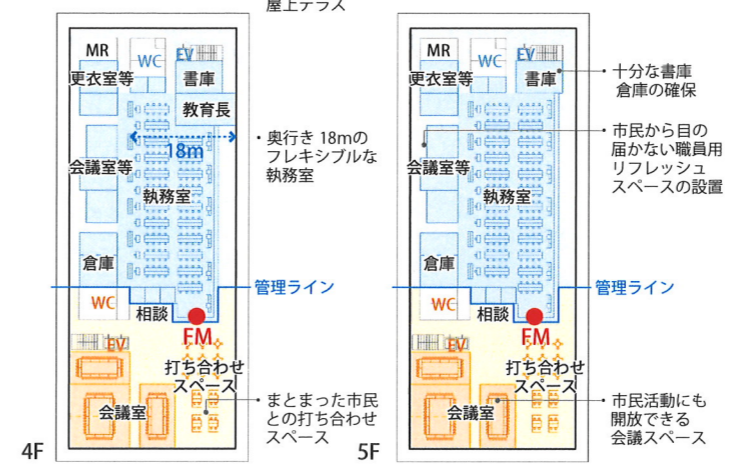 屋上テラス
MR
WC
EV
更衣室等
書庫
教育長
18m
会議室等
執務室
倉庫
管理ライン
WC
相談
FM
EV
打ち合わせ
スペース
会議室
4F
・奥行き 18mの
フレキシブルな
執務室
・まとまった市民
との打ち合わせ
スペース
MR
WC
EV
更衣室等
書庫
会議室等
執務室
倉庫
管理ライン
WC
相談
FM
EV
打ち合わせ
スペース
会議室
5F
・十分な書庫
倉庫の確保
・市民から目の
届かない職員用
リフレッシュ
スペースの設置
・市民活動にも
開放できる
会議スペース